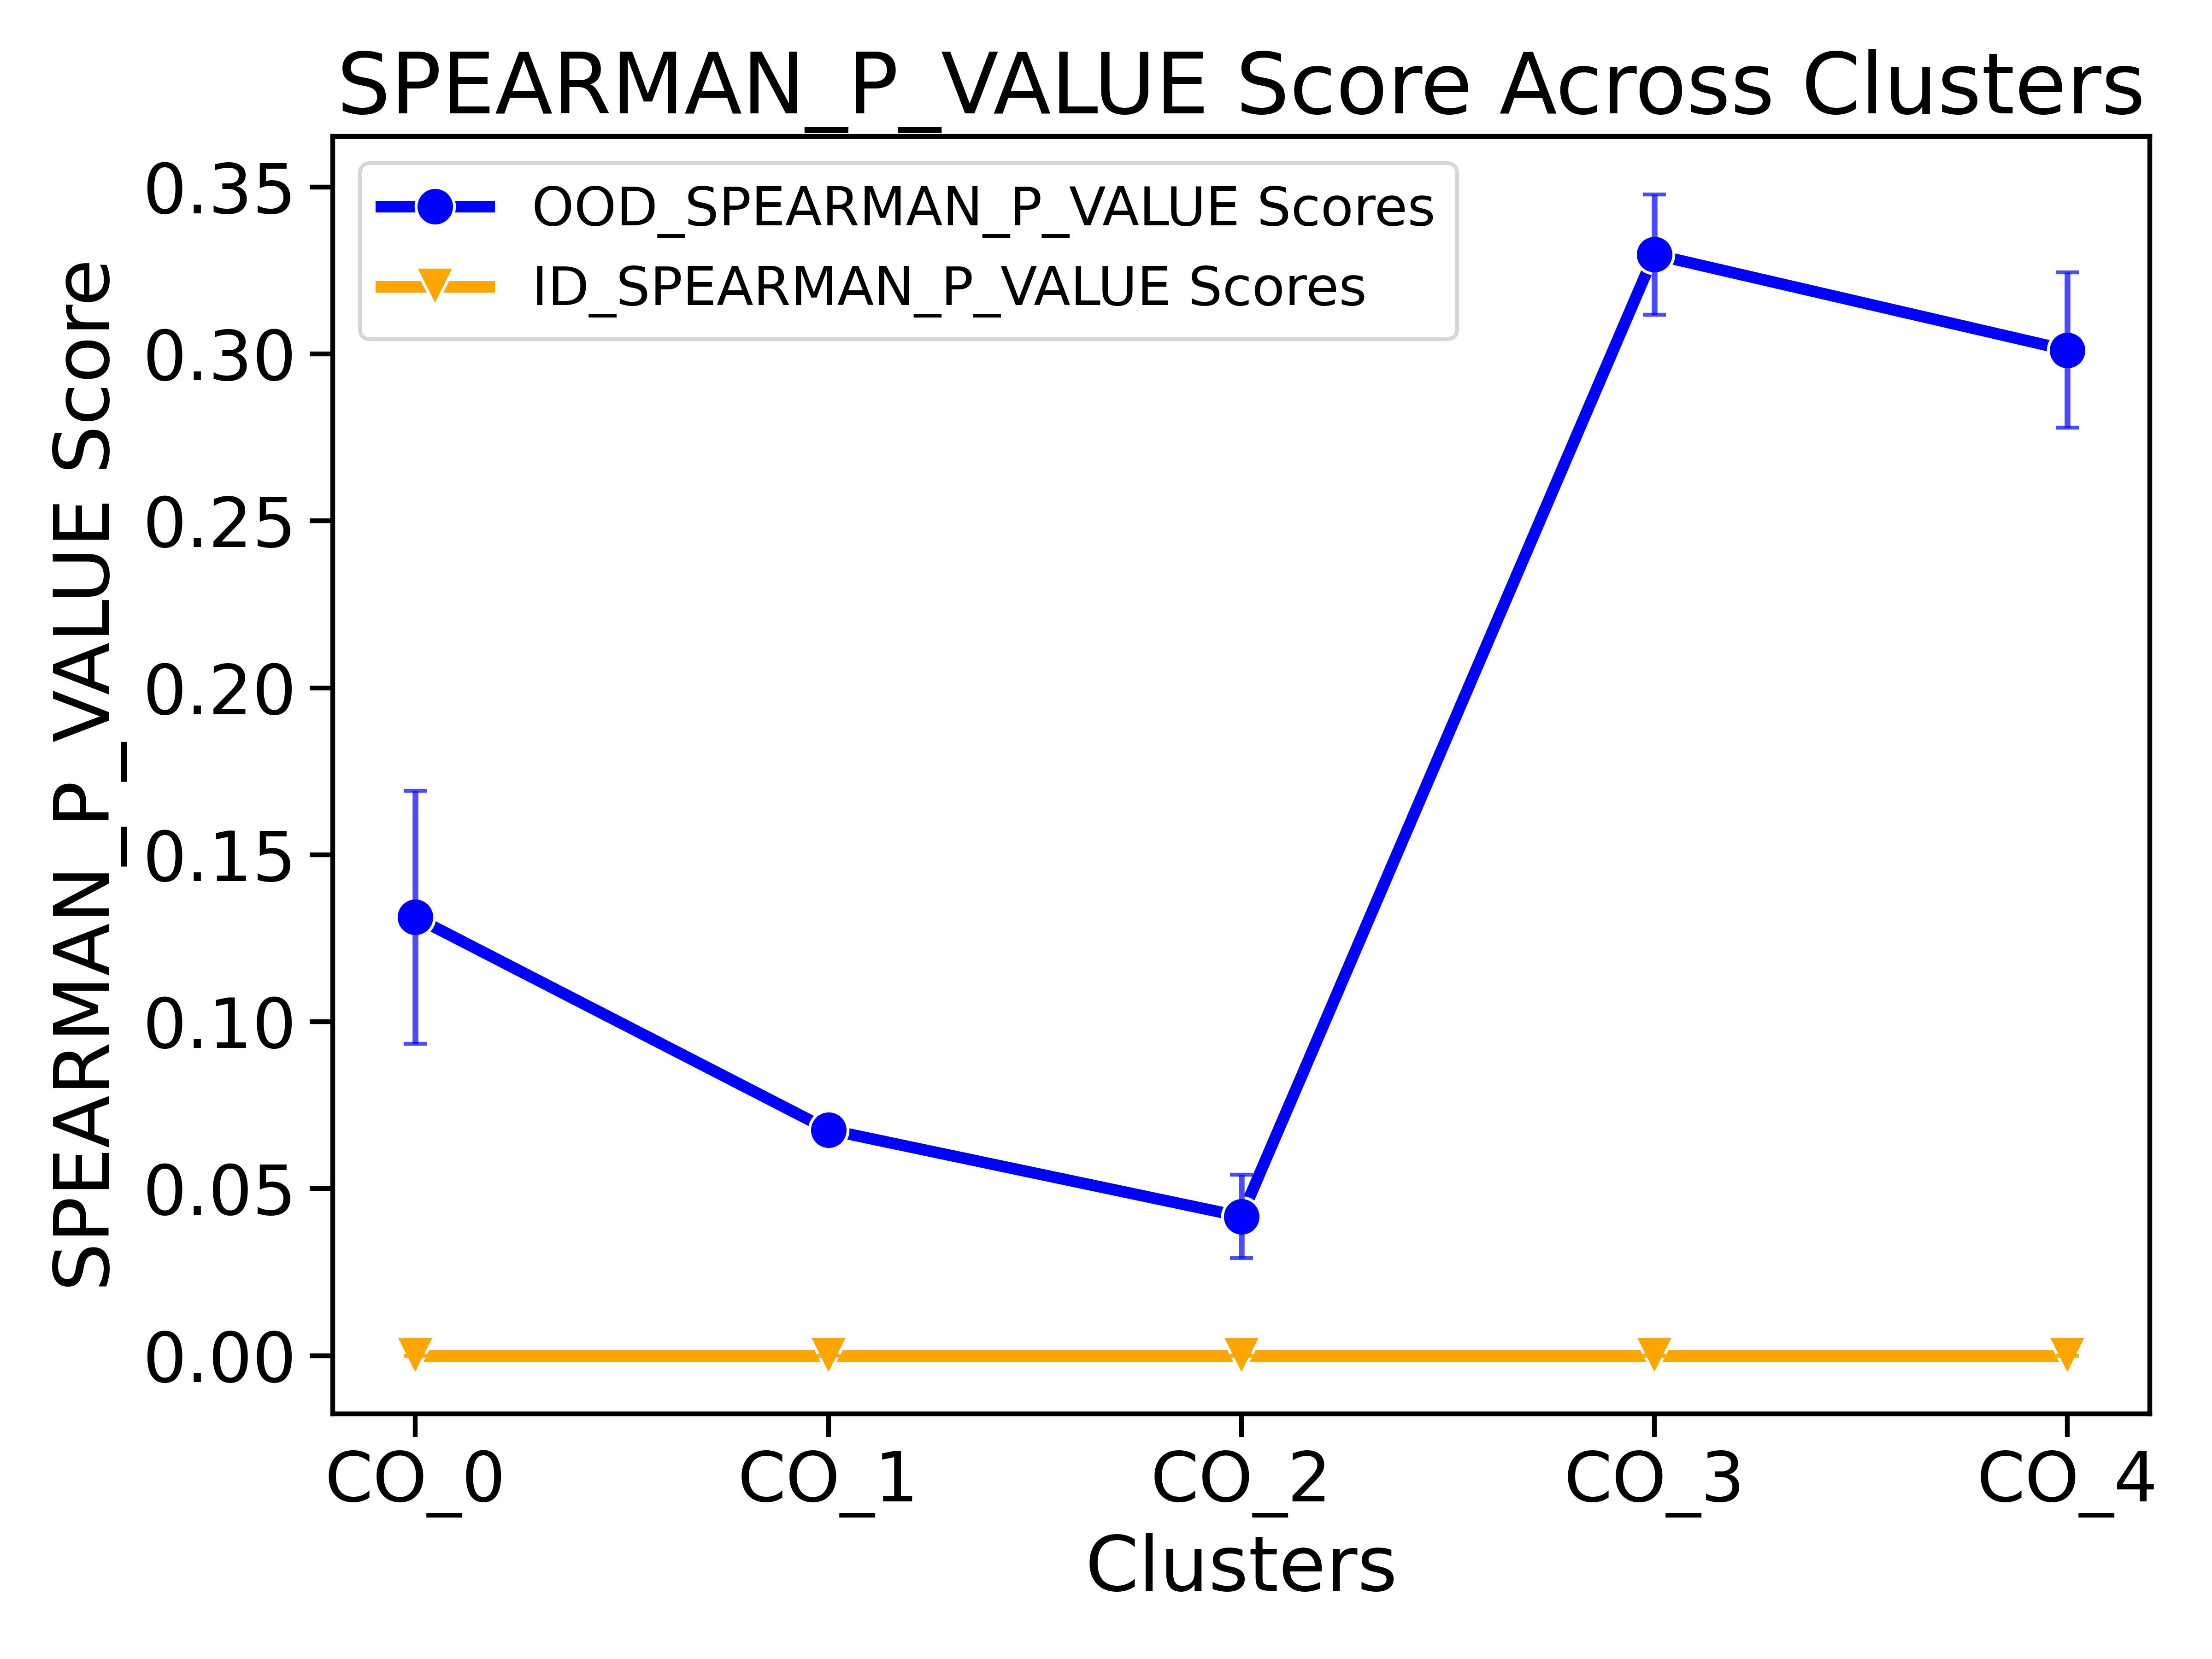 SPEARMAN_P_VALUE Score Across Clusters
OOD_SPEARMAN_P_VALUE Scores
ID_SPEARMAN_P_VALUE Scores
SPEARMAN_P_VALUE Score
0.35
0.30
0.25
0.20
0.15
0.10
0.05
0.00
CO_0 CO_1 CO_2 CO_3 CO_4
Clusters